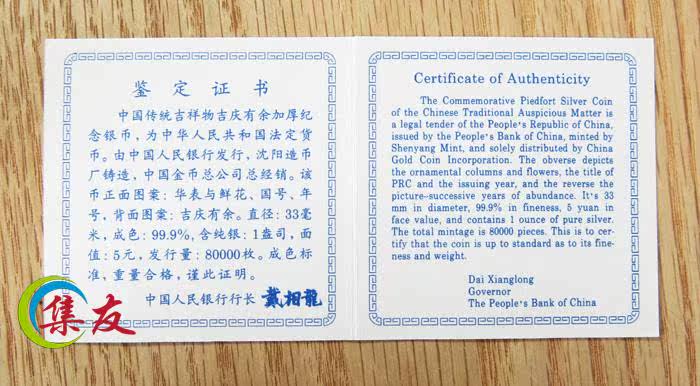 鉴定证书
中国传统吉祥物吉庆有余加厚纪
念银币，为中华人民共和国法定货
币。由中国人民银行发行，沈阳造币
厂铸造，中国金币总公司总经销。该
币正面图案：华表与鲜花、国号、年
号，背面图案：吉庆有余。直径：33毫
米，成色：99.9%，含纯银：1盎司，面
值：5元，发行量：80000枚。成色标
准，重量合格，谨此证明。
中国人民银行行长 戴相龍
Certificate of Authenticity
The Commemorative Piedfort Silver Coin
of the Chinese Traditional Auspicious Matter is
a legal tender of the People's Republic of China,
issued by the People's Bank of China, minted by
Shenyang Mint, and solely distributed by China
Gold Coin Incorporation. The obverse depicts
the ornamental columns and flowers, the title of
PRC and the issuing year, and the reverse the
picture-successive years of abundance. It's 33
mm in diameter, 99.9% in fineness, 5 yuan in
face value, and contains 1 ounce of pure silver.
The total mintage is 80000 pieces. This is to cer-
tify that the coin is up to standard as to its fine-
ness and weight.
Dai Xianglong
Governor
The People's Bank of China
集友